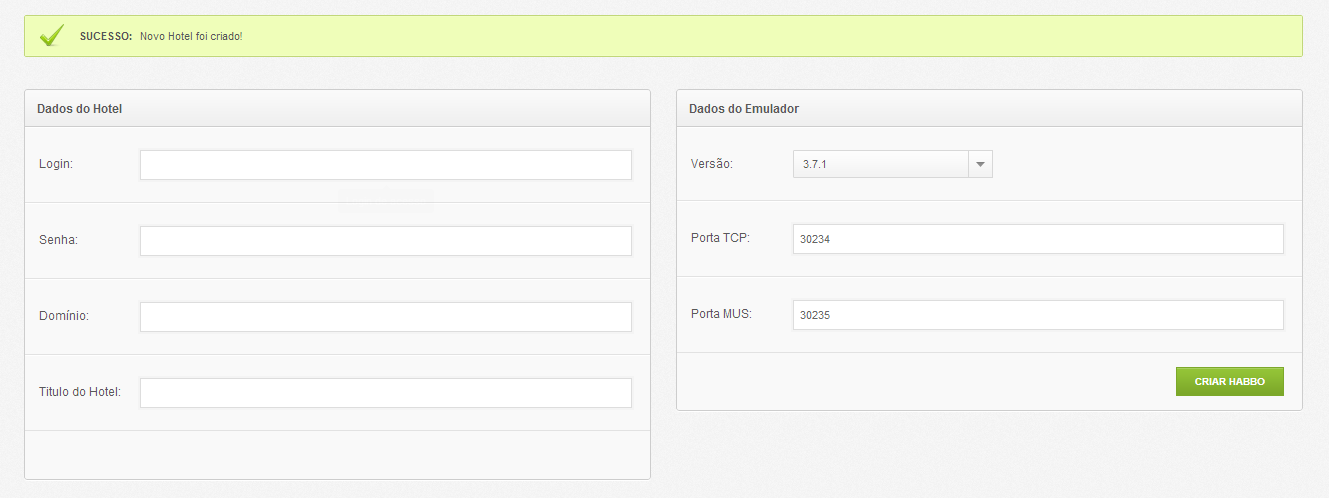 SUCESSO: Novo Hotel foi criado!
Dados do Hotel
Login:
Senha:
Domínio:
Titulo do Hotel:
Dados do Emulador
Versão: 3.7.1
Porta TCP: 30234
Porta MUS: 30235
CRIAR HABBO